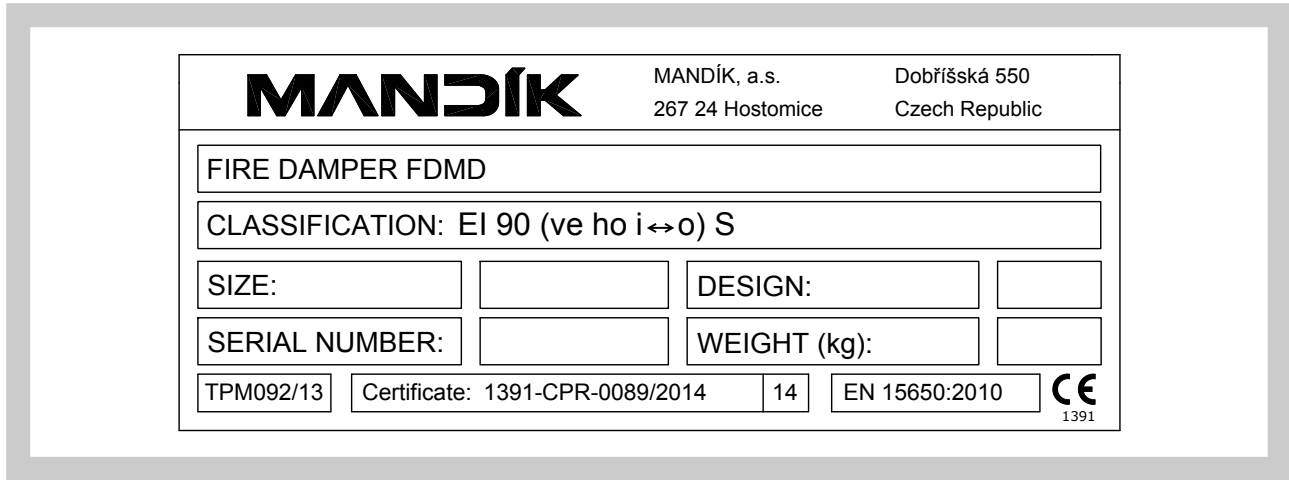 MANDÍK
MANDÍK, a.s. Dobříšská 550
267 24 Hostomice Czech Republic
FIRE DAMPER FDMD
CLASSIFICATION: EI 90 (ve ho i↔o) S
SIZE: DESIGN:
SERIAL NUMBER: WEIGHT (kg):
TPM092/13 Certificate: 1391-CPR-0089/2014 14 EN 15650:2010 CE
1391